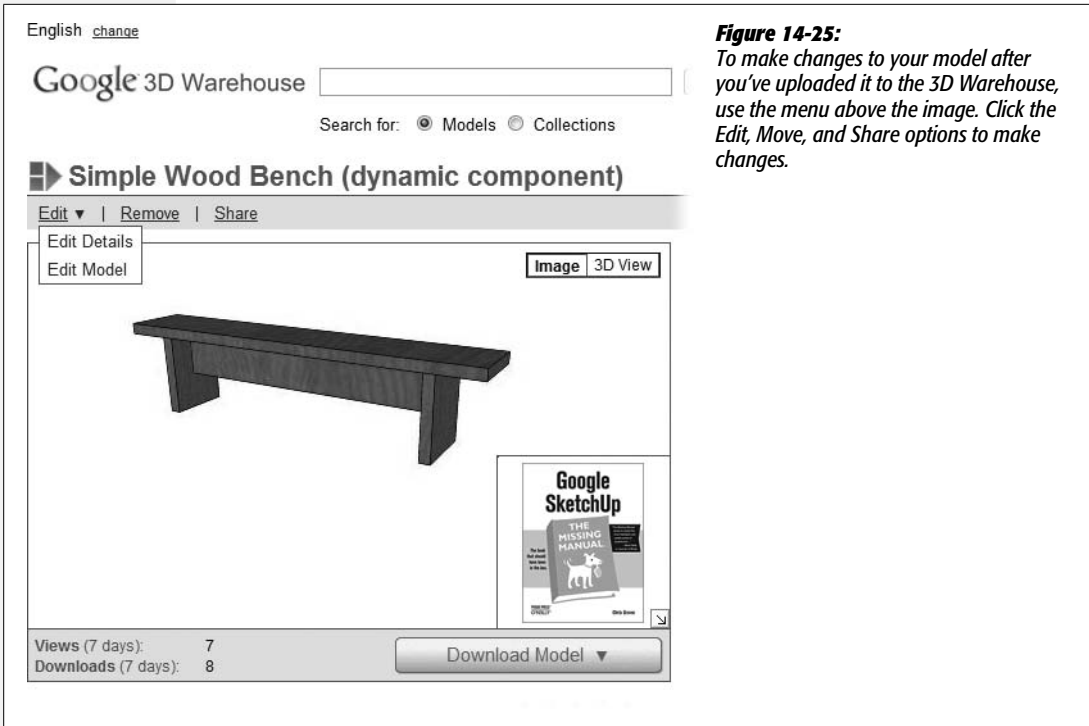 English change
Google 3D Warehouse
Search for: Models Collections
Simple Wood Bench (dynamic component)
Edit ▼ | Remove | Share
Edit Details
Edit Model
Image 3D View
Google
SketchUp
THE
MISSING
MANUAL
Views (7 days): 7
Downloads (7 days): 8
Download Model ▼
Figure 14-25:
To make changes to your model after
you've uploaded it to the 3D Warehouse,
use the menu above the image. Click the
Edit, Move, and Share options to make
changes.